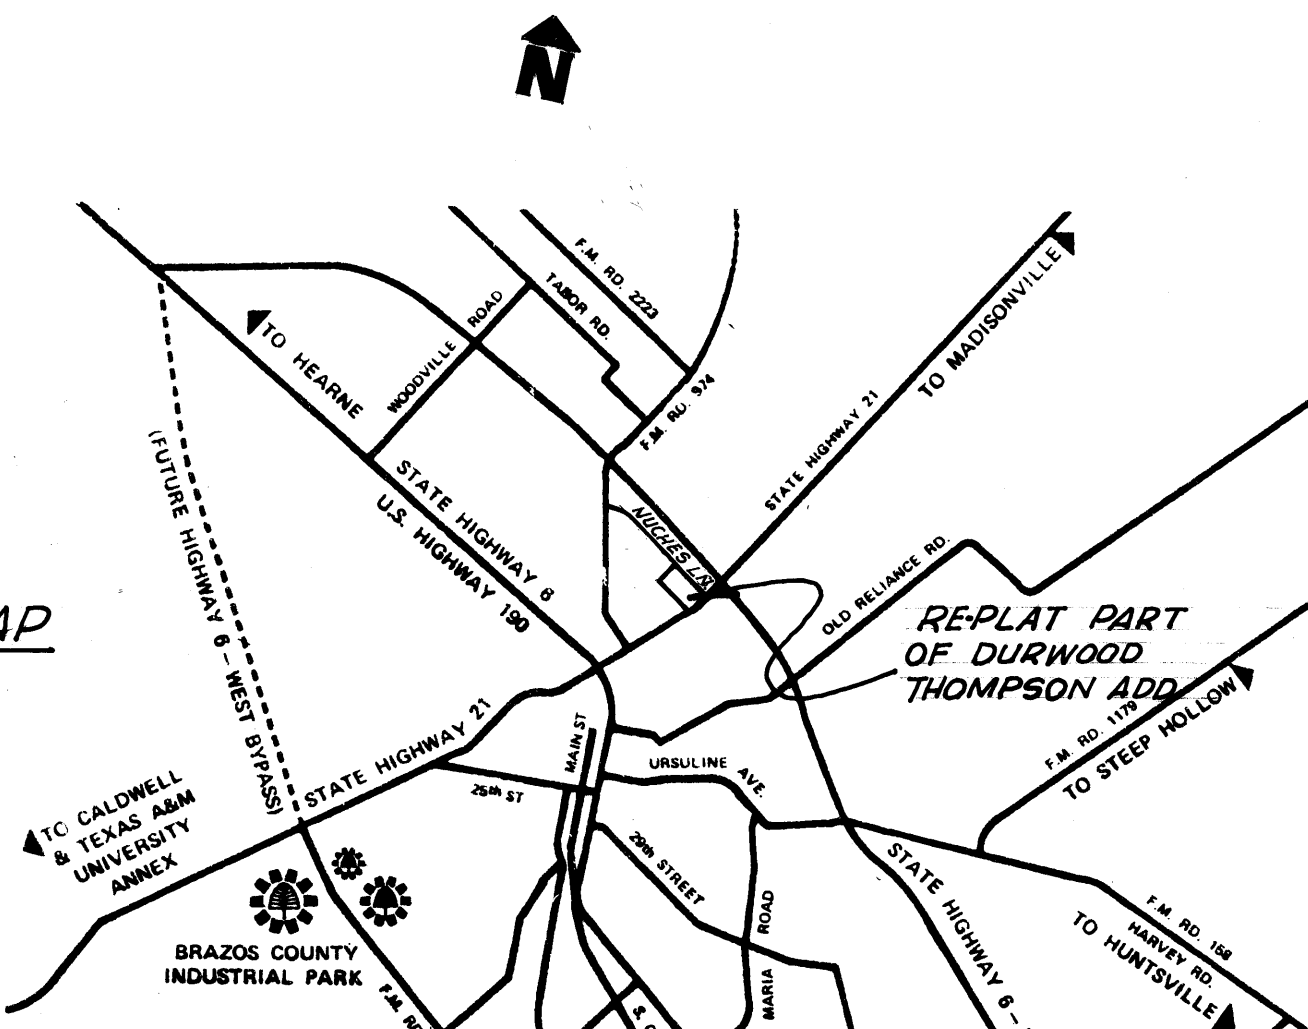 N
F.M. RD. 2223
TABOR RD.
WOODVILLE ROAD
TO HEARNE
F.M. RD. 974
TO MADISONVILLE
STATE HIGHWAY 21
STATE HIGHWAY 6
U.S. HIGHWAY 190
(FUTURE HIGHWAY 6 - WEST BYPASS)
NUCHES LN.
OLD RELIANCE RD.
RE-PLAT PART
OF DURWOOD
THOMPSON ADD
F.M. RD. 1179
TO STEEP HOLLOW
STATE HIGHWAY 21
MAIN ST
25th ST
URSULINE AVE.
29th STREET
TO CALDWELL
& TEXAS A&M
UNIVERSITY
ANNEX
BRAZOS COUNTY
INDUSTRIAL PARK
MARIA ROAD
STATE HIGHWAY 6 -
F.M. RD. 158
HARVEY RD.
TO HUNTSVILLE
F.M. RD